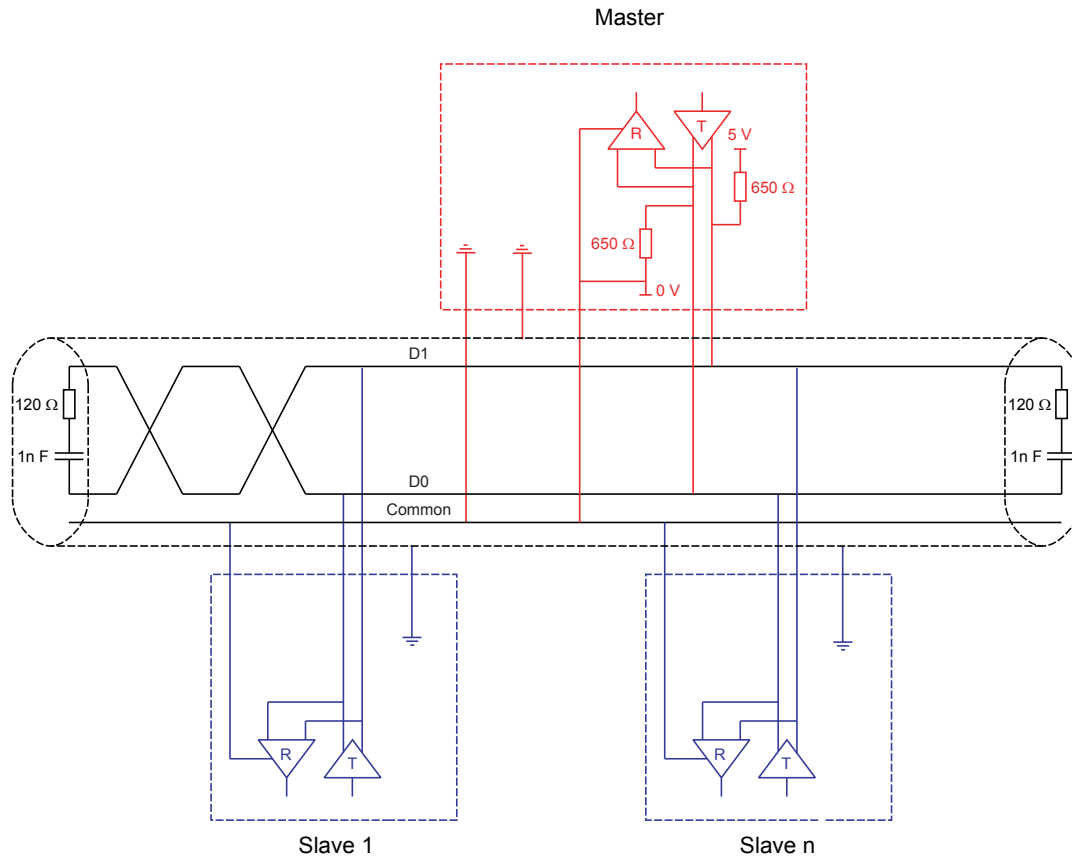 Master
R
T
5 V
650 Ω
650 Ω
0 V
D1
120 Ω
1n F
120 Ω
1n F
D0
Common
R
T
R
T
Slave 1
Slave n